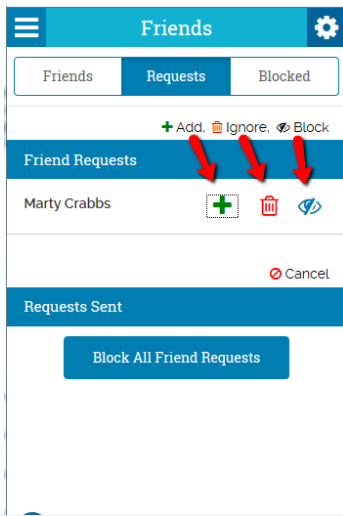 Friends
Friends Requests Blocked
Add, Ignore, Block
Friend Requests
Marty Crabbs
Cancel
Requests Sent
Block All Friend Requests